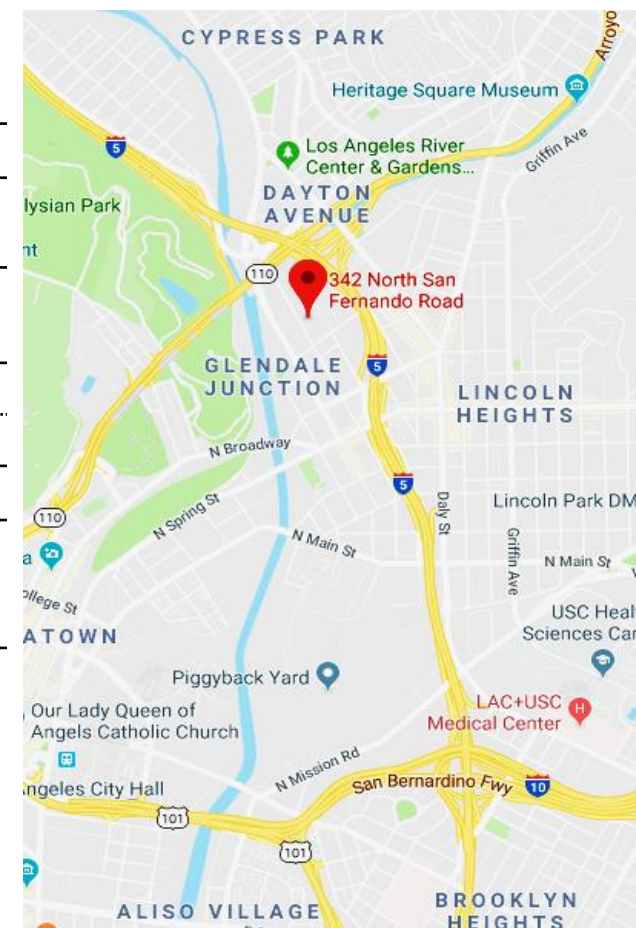 CYPRESS PARK
Arroyo
Heritage Square Museum
5
Los Angeles River
Center & Gardens...
Griffin Ave
DAYTON
AVENUE
lysian Park
nt
110
342 North San
Fernando Road
GLENDALE
JUNCTION
5
LINCOLN
HEIGHTS
N Broadway
5
Daly St
Lincoln Park DM
110
N Spring St
N Main St
Griffin Ave
N Main St
a
ollege St
USC Heal
Sciences Ca
ATOWN
Piggyback Yard
LAC+USC
Medical Center
H
Our Lady Queen of
Angels Catholic Church
N Mission Rd
San Bernardino Fwy
10
ngeles City Hall
101
101
ALISO VILLAGE
BROOKLYN
HEIGHTS